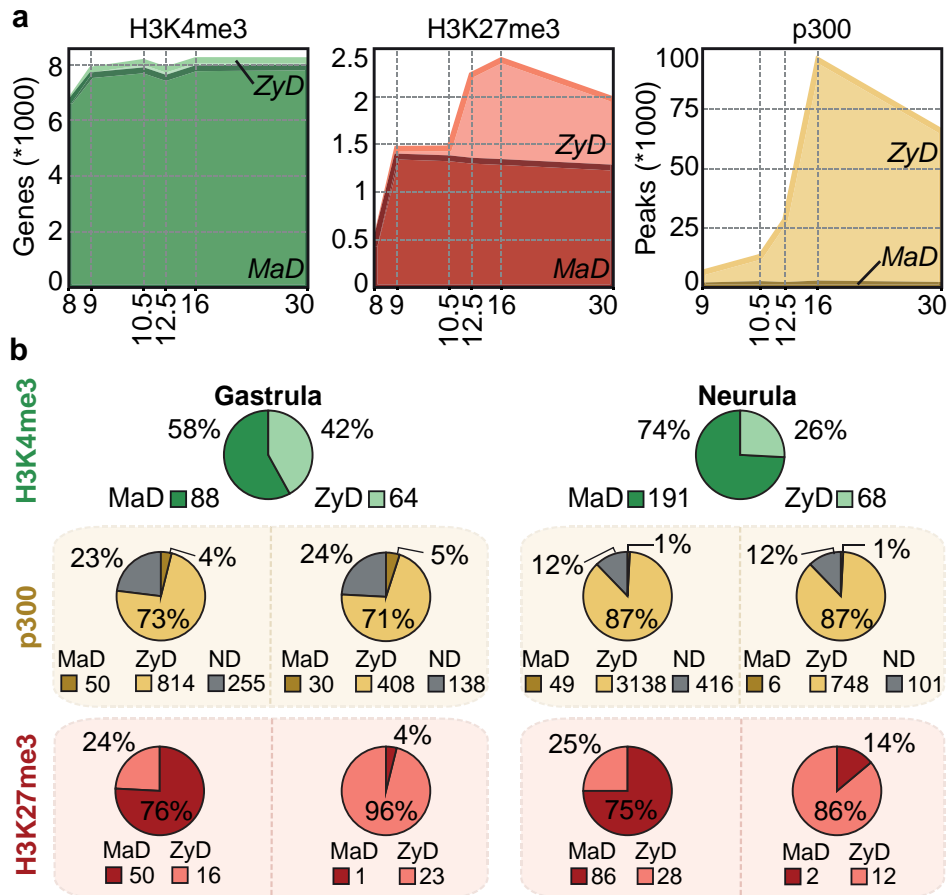 a
H3K4me3
H3K27me3
p300
Genes (*1000)
8
6
4
2
0
ZyD
MaD
8
9
10.5
12.5
16
30
2.5
2
1.5
1
0.5
0
ZyD
MaD
8
9
10.5
12.5
16
30
Peaks (*1000)
100
75
50
25
0
ZyD
MaD
9
10.5
12.5
16
30
b
H3K4me3
Gastrula
58% 42%
MaD 88 ZyD 64
Neurula
74% 26%
MaD 191 ZyD 68
p300
23% 4%
73%
MaD ZyD ND
50 814 255
24% 5%
71%
MaD ZyD ND
30 408 138
12% 1%
87%
MaD ZyD ND
49 3138 416
12% 1%
87%
MaD ZyD ND
6 748 101
H3K27me3
24%
76%
MaD ZyD
50 16
4%
96%
MaD ZyD
1 23
25%
75%
MaD ZyD
86 28
14%
86%
MaD ZyD
2 12